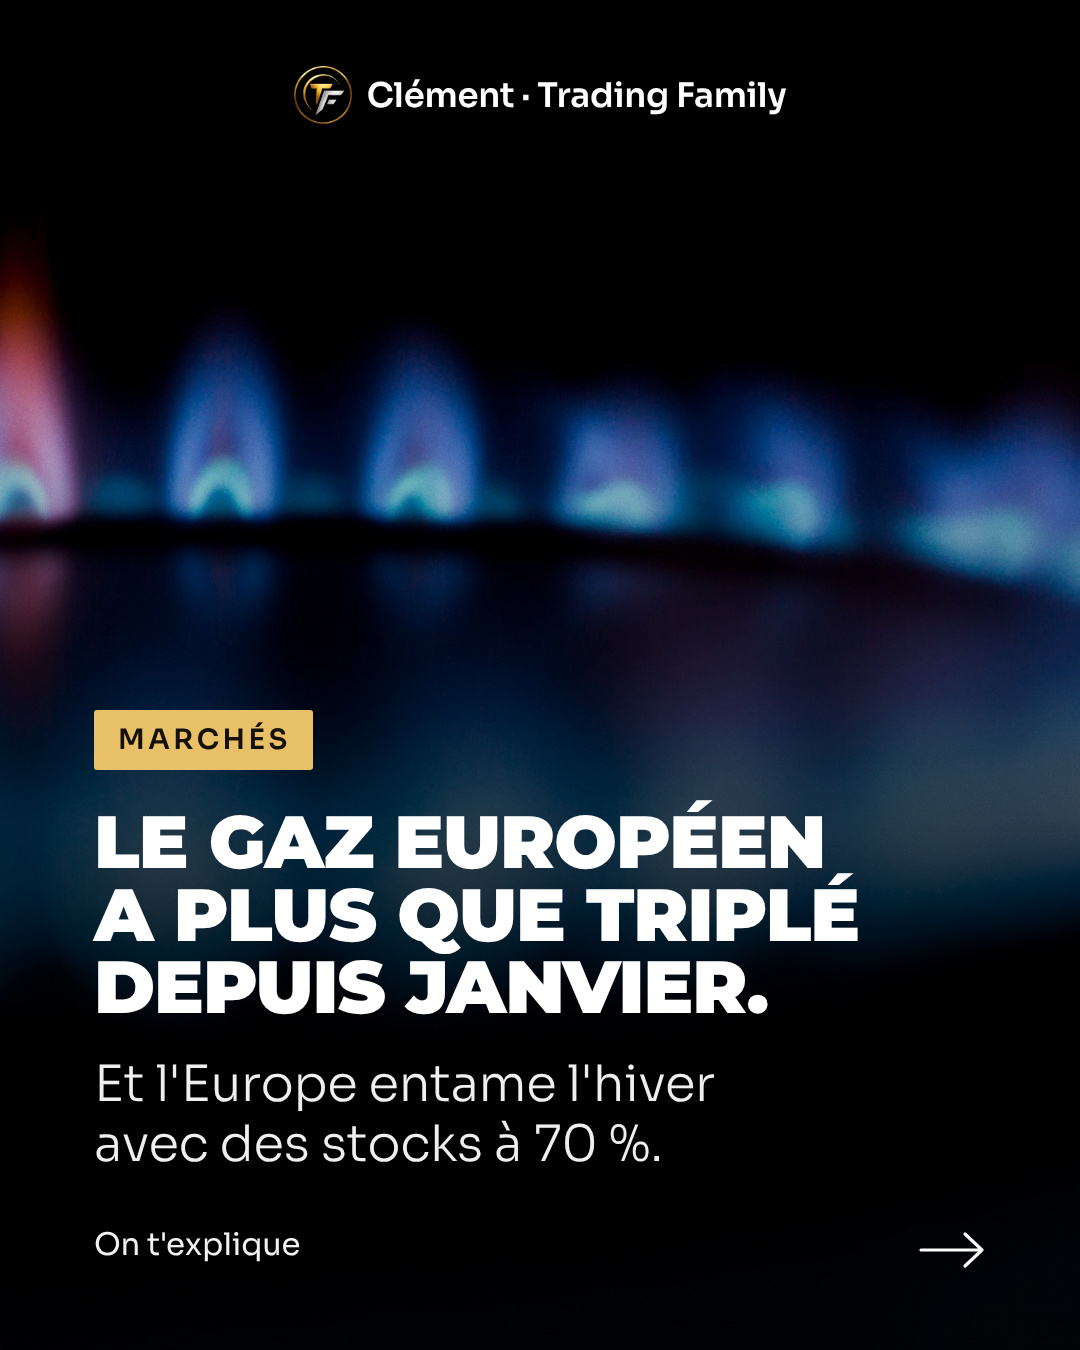 TF
Clément · Trading Family
MARCHÉS
LE GAZ EUROPÉEN
A PLUS QUE TRIPLÉ
DEPUIS JANVIER.
Et l'Europe entame l'hiver
avec des stocks à 70 %.
On t'explique